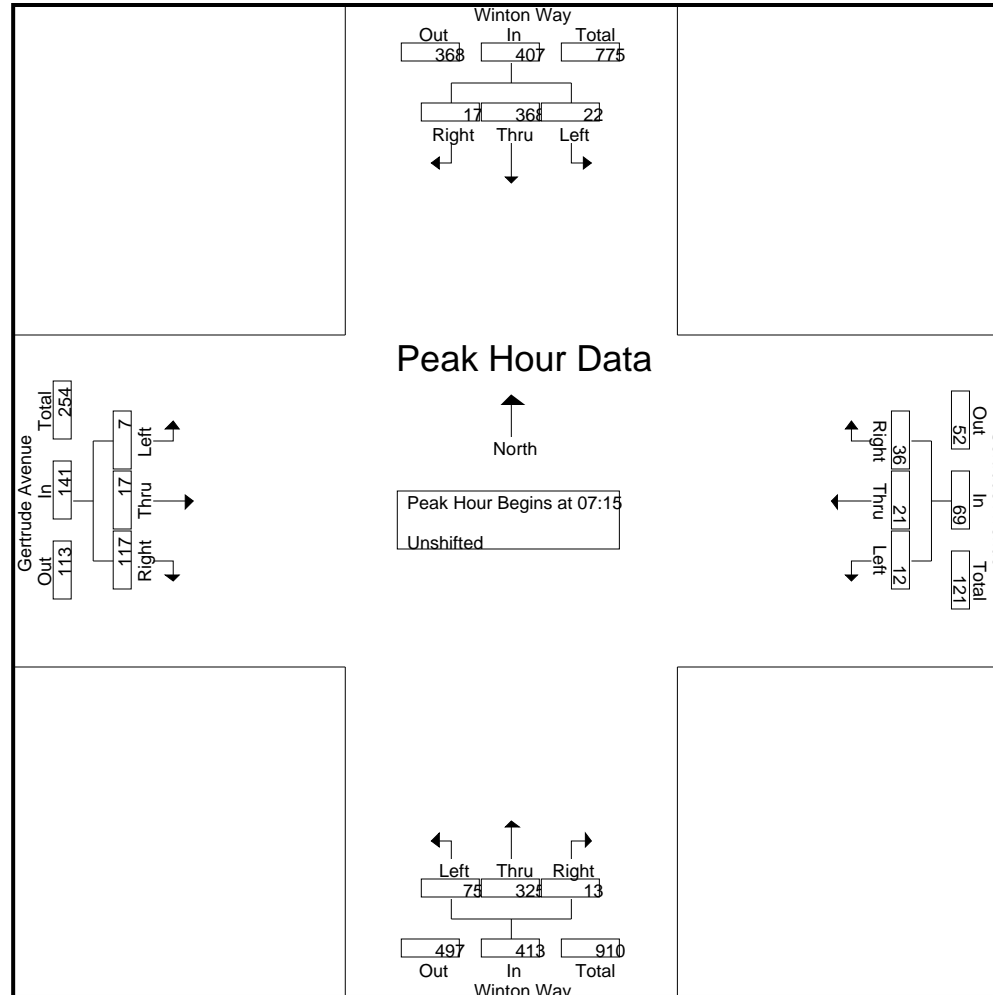 Winton Way
Out In Total
368 407 775
17 368 22
Right Thru Left
Peak Hour Data
North
Peak Hour Begins at 07:15
Unshifted
Gertrude Avenue
Total In Out
254 141 113
7 17 117
Left Thru Right
Right Thru Left
36 21 12
52 69 121
Out In Total
Left Thru Right
75 325 13
497 413 910
Out In Total
Winton Way